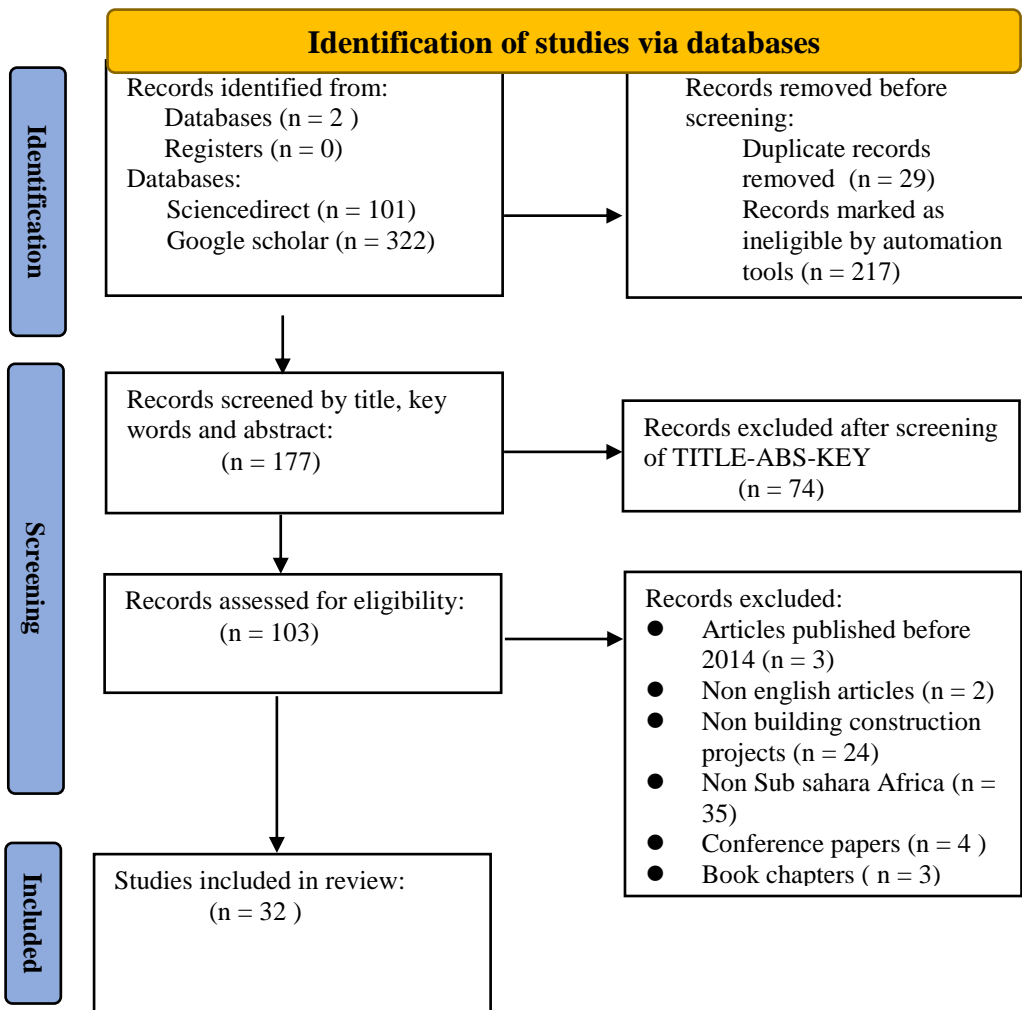 Identification of studies via databases
Identification
Records identified from:
Databases (n = 2 )
Registers (n = 0)
Databases:
Sciencedirect (n = 101)
Google scholar (n = 322)
Records removed before
screening:
Duplicate records
removed (n = 29)
Records marked as
ineligible by automation
tools (n = 217)
Screening
Records screened by title, key
words and abstract:
(n = 177)
Records excluded after screening
of TITLE-ABS-KEY
(n = 74)
Records assessed for eligibility:
(n = 103)
Records excluded:
● Articles published before
2014 (n = 3)
● Non english articles (n = 2)
● Non building construction
projects (n = 24)
● Non Sub sahara Africa (n =
35)
● Conference papers (n = 4 )
● Book chapters ( n = 3)
Included
Studies included in review:
(n = 32 )